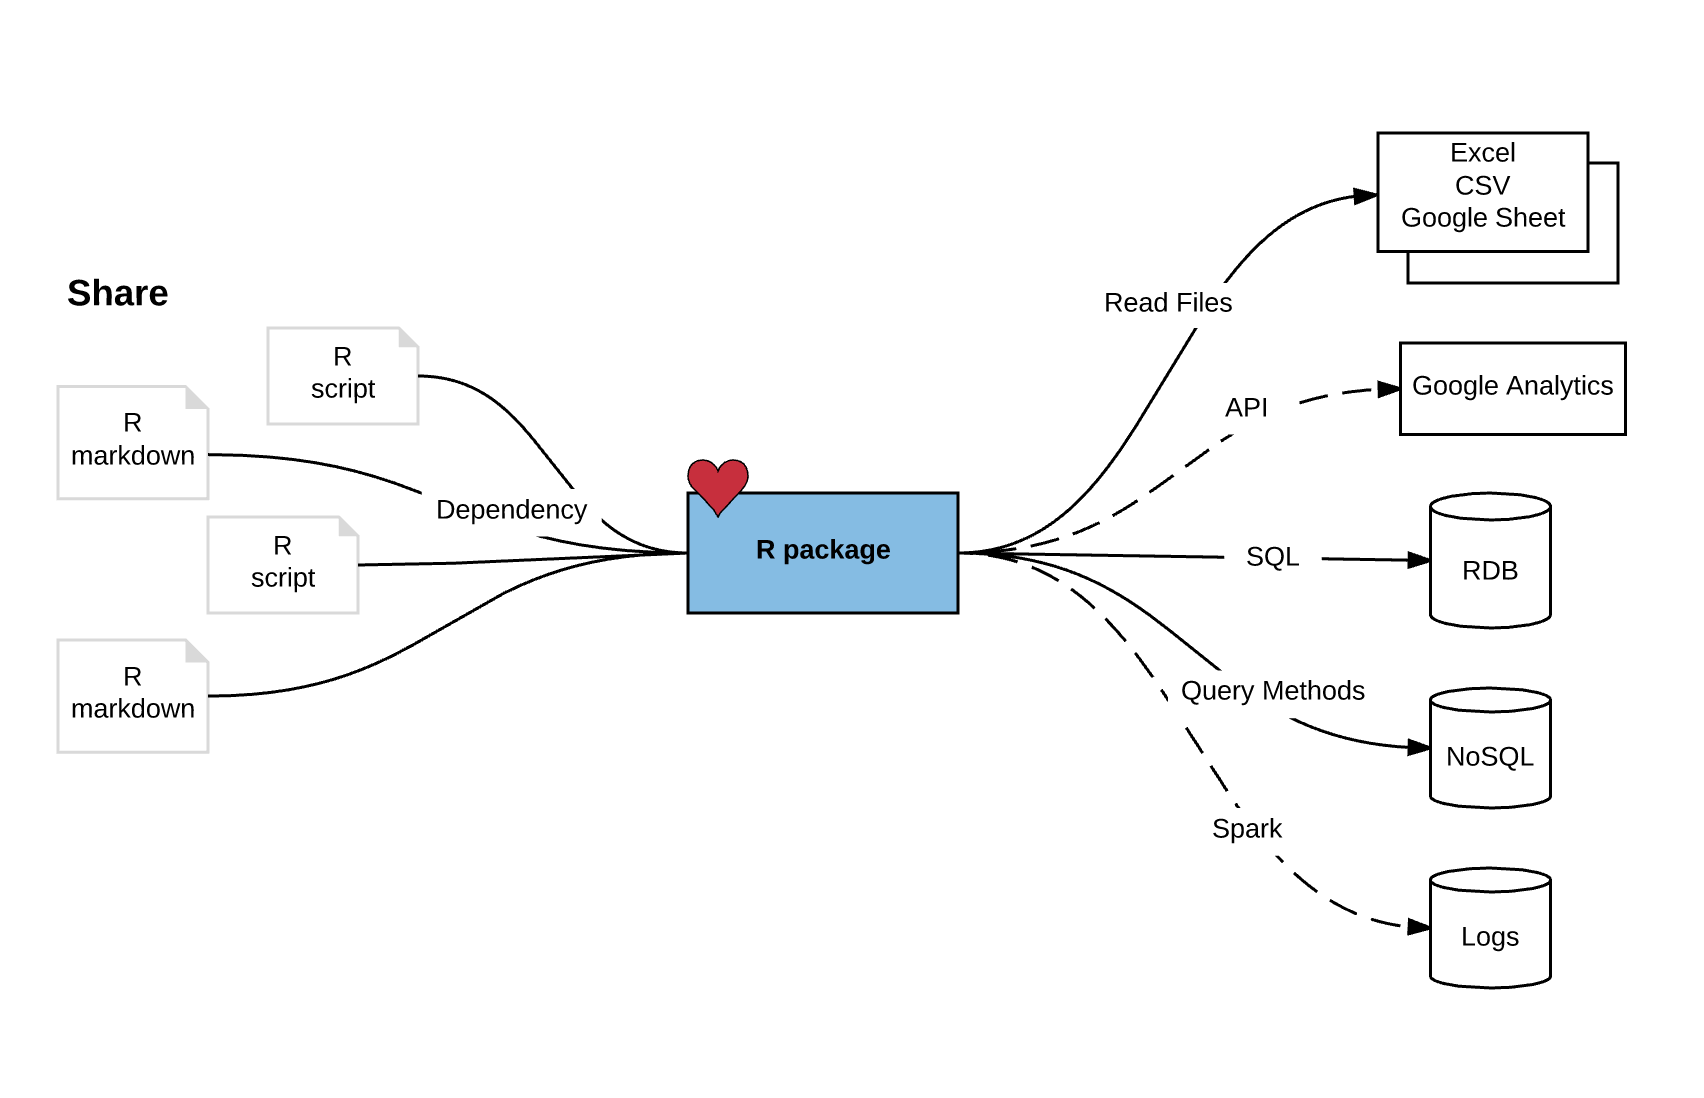 Share
R
script
R
markdown
Dependency
R
script
R
markdown
R package
Read Files
API
SQL
Query Methods
Spark
Excel
CSV
Google Sheet
Google Analytics
RDB
NoSQL
Logs